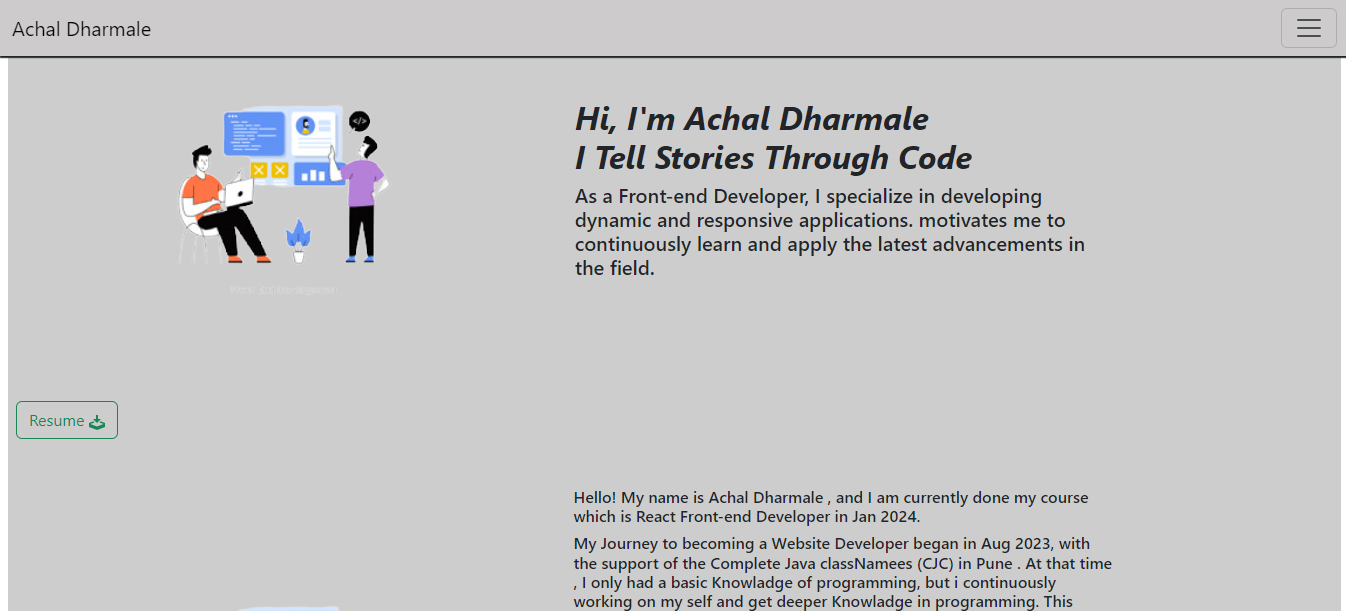 Achal Dharmale
Hi, I'm Achal Dharmale
I Tell Stories Through Code
As a Front-end Developer, I specialize in developing
dynamic and responsive applications. motivates me to
continuously learn and apply the latest advancements in
the field.
Resume
Hello! My name is Achal Dharmale , and I am currently done my course
which is React Front-end Developer in Jan 2024.
My Journey to becoming a Website Developer began in Aug 2023, with
the support of the Complete Java classNamees (CJC) in Pune . At that time
, I only had a basic Knowladge of programming, but i continuously
working on my self and get deeper Knowladge in programming. This